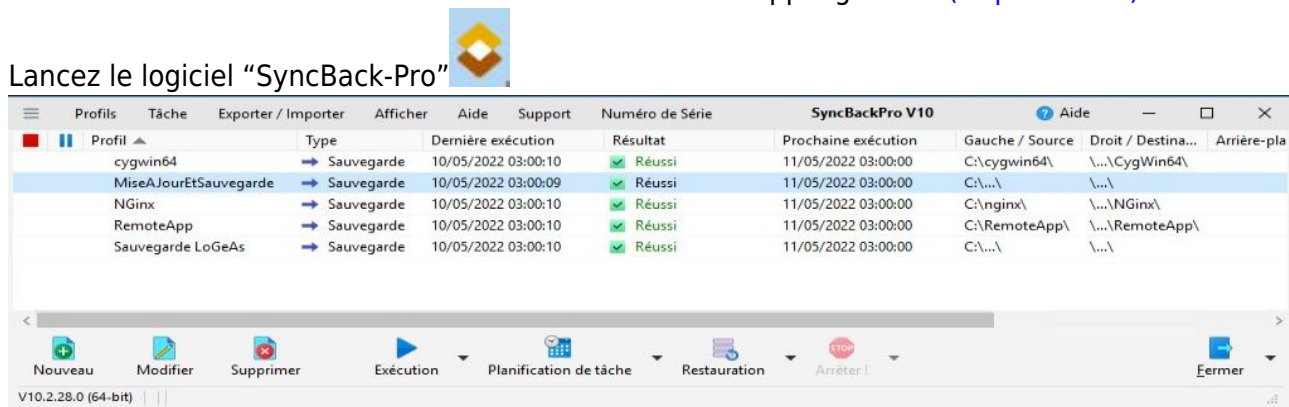 Lancez le logiciel “SyncBack-Pro”
Profils Tâche Exporter / Importer Afficher Aide Support Numéro de Série SyncBackPro V10 Aide
Profil Type Dernière exécution Résultat Prochaine exécution Gauche / Source Droit / Destina... Arrière-pla
cygwin64 Sauvegarde 10/05/2022 03:00:10 Réussi 11/05/2022 03:00:00 C:\cygwin64\ \...\CygWin64\
MiseAJourEtSauvegarde Sauvegarde 10/05/2022 03:00:09 Réussi 11/05/2022 03:00:00 C:\...\ \...\
NGinx Sauvegarde 10/05/2022 03:00:10 Réussi 11/05/2022 03:00:00 C:\nginx\ \...\NGinx\
RemoteApp Sauvegarde 10/05/2022 03:00:10 Réussi 11/05/2022 03:00:00 C:\RemoteApp\ \...\RemoteApp\
Sauvegarde LoGeAs Sauvegarde 10/05/2022 03:00:10 Réussi 11/05/2022 03:00:00 C:\...\ \...\
Nouveau Modifier Supprimer Exécution Planification de tâche Restauration STOP Arrêter ! Fermer
V10.2.28.0 (64-bit)